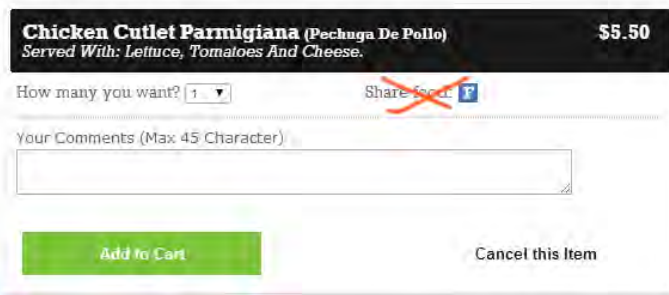 Chicken Cutlet Parmigiana (Pechuga De Pollo) $5.50
Served With: Lettuce, Tomatoes And Cheese.
How many you want? 1 Share food: F
Your Comments (Max 45 Character)
Add to Cart Cancel this Item